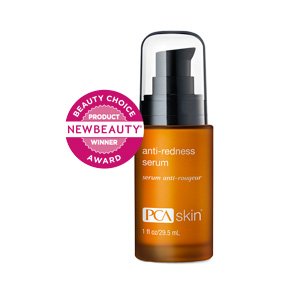 BEAUTY CHOICE
PRODUCT
NEWBEAUTY®
WINNER
AWARD
anti-redness
serum
serum anti-rougeur
PCA skin®
1 fl oz/29.5 mL